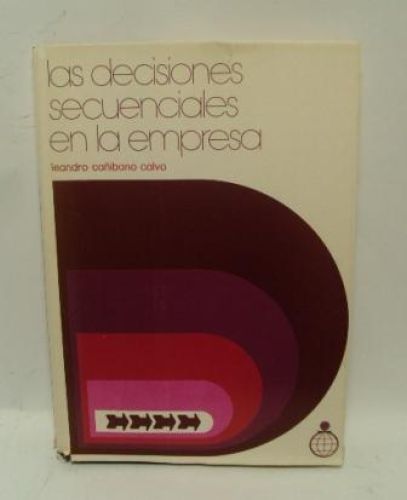 las decisiones
secuenciales
en la empresa
leandro cañibano calvo